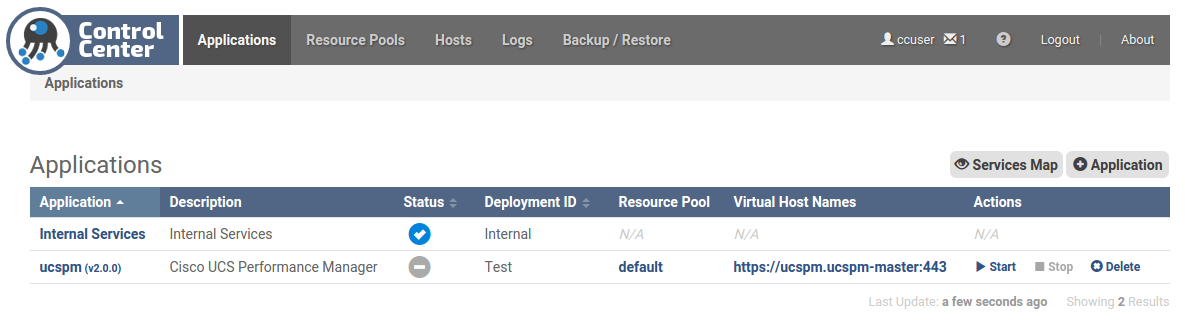 Control
Center
Applications Resource Pools Hosts Logs Backup / Restore ccuser 1 ? Logout | About
Applications
Applications
Services Map Application
Application Description Status Deployment ID Resource Pool Virtual Host Names Actions
Internal Services Internal Services Internal N/A N/A N/A
ucspm (v2.0.0) Cisco UCS Performance Manager Test default https://ucspm.ucspm-master:443 Start Stop Delete
Last Update: a few seconds ago Showing 2 Results